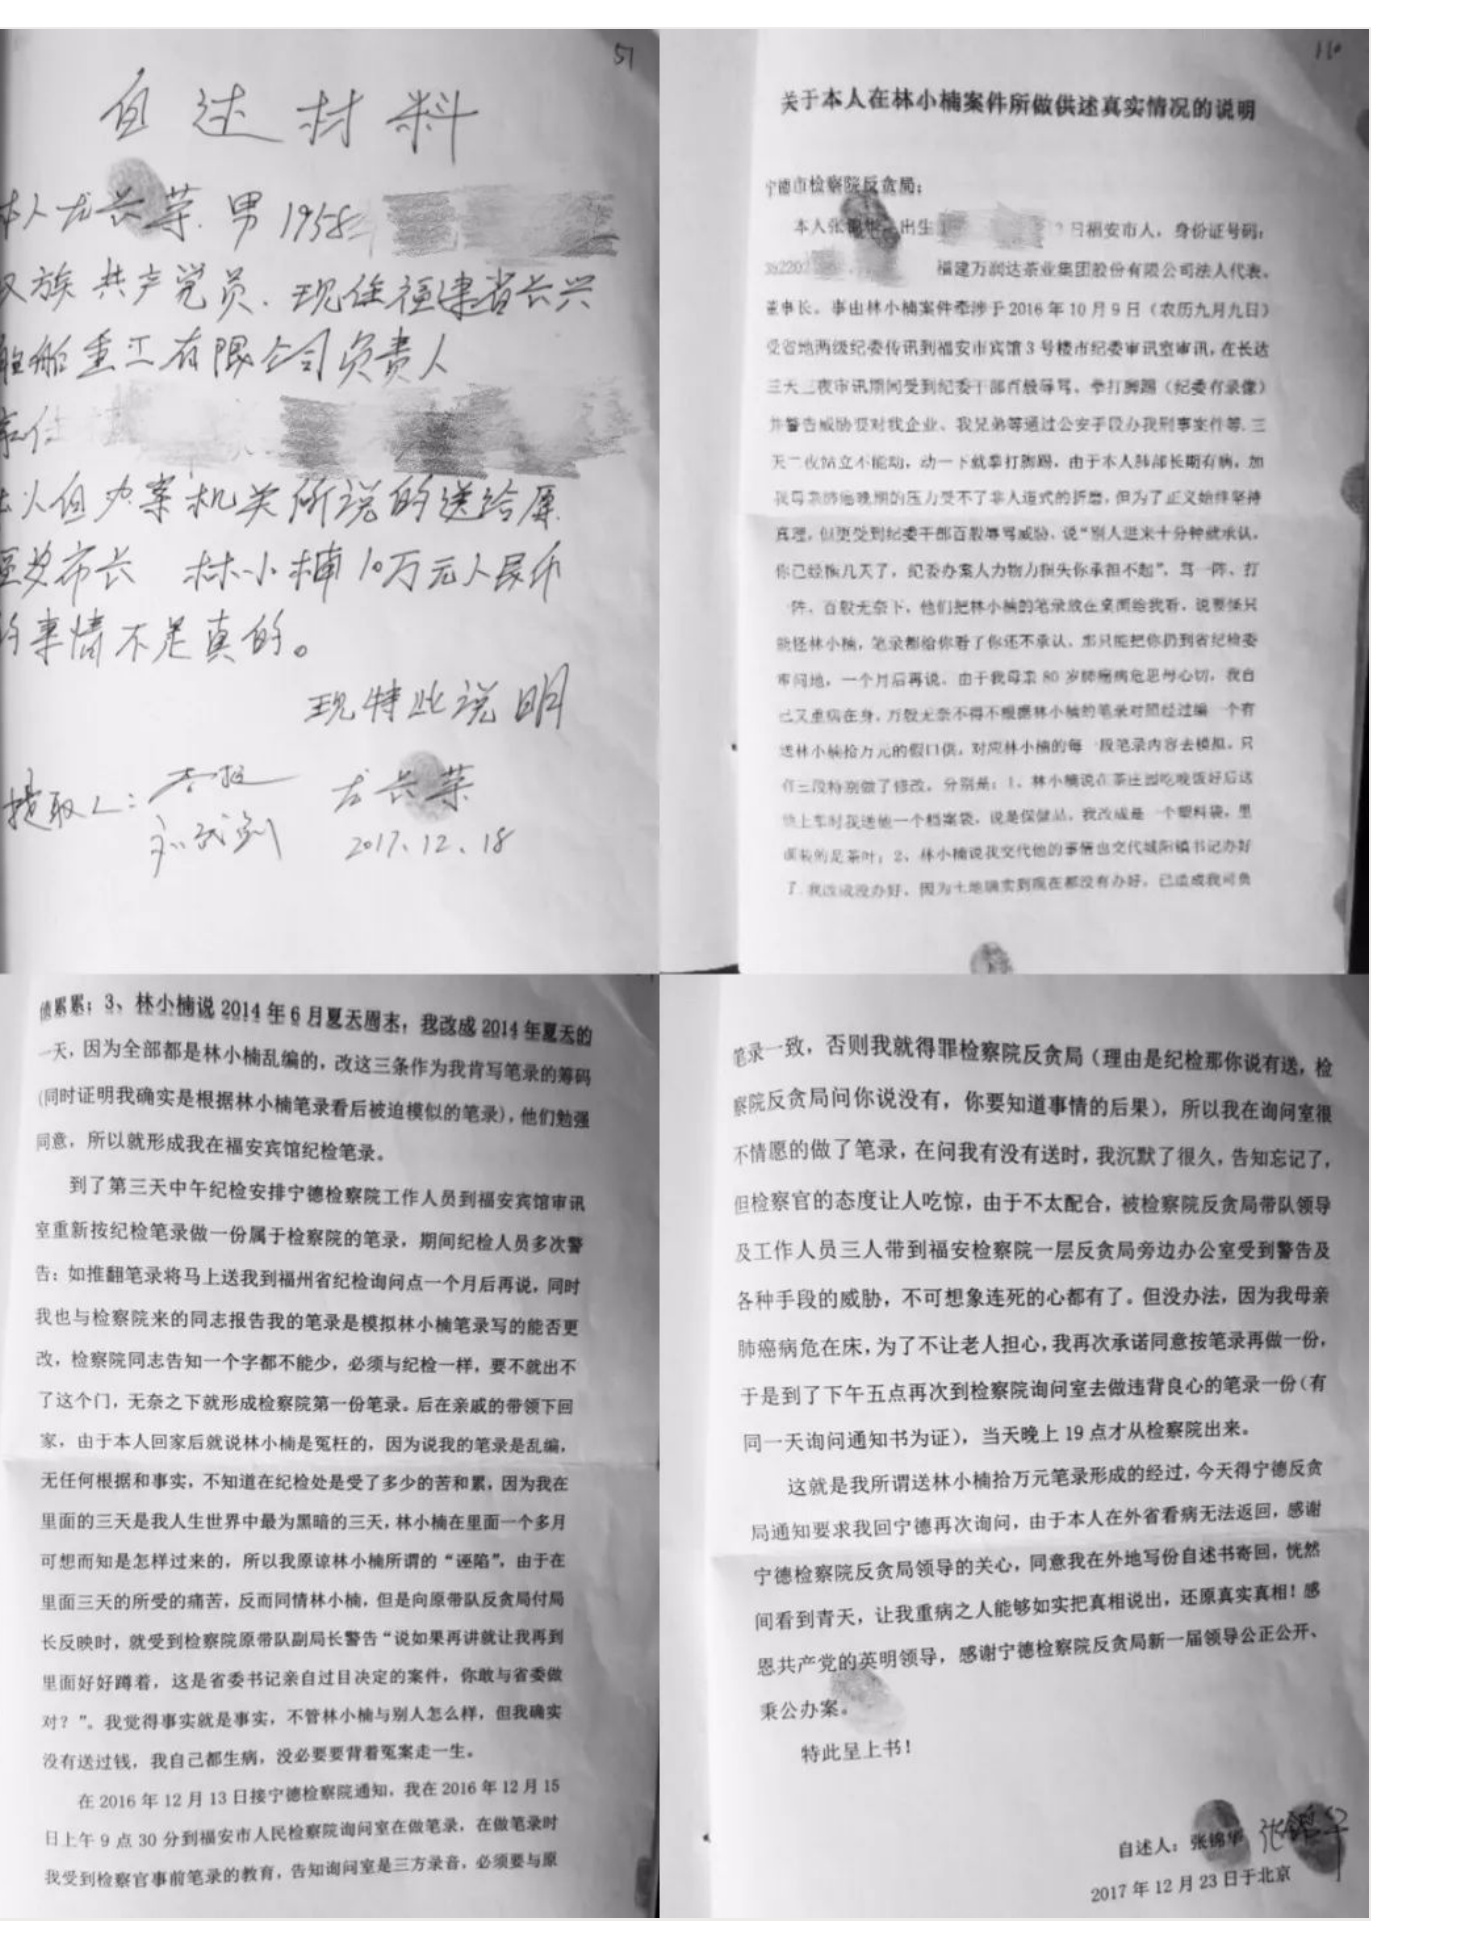 51
自述材料
本人尤长荣.男1958
汉族 共产党员.现任福建省长兴
船舶重工有限公司负责人
家住
以但办案机关所说的送给原
市长 林小楠10万元人民币
的事情不是真的。
现特此说明
提取人:
尤长荣
2017.12.18
110
关于本人在林小楠案件所做供述真实情况的说明
宁德市检察院反贪局:
本人张锦华,出生 日福安市人,身份证号码:
352202 福建万润达茶业集团股份有限公司法人代表,
董事长。事由林小楠案件牵涉于2016年10月9日(农历九月九日)
受省地两级纪委传讯到福安市宾馆3号楼市纪委审讯室审讯,在长达
三天三夜审讯期间受到纪委干部百般辱骂、拳打脚踢(纪委有录像)
并警告威胁要对我企业、我兄弟等通过公安手段办我刑事案件等,三
天三夜站立不能动,动一下就拳打脚踢,由于本人肺部长期有病,加
我母亲肺癌晚期的压力受不了非人道式的折磨,但为了正义始终坚持
真理,但更受到纪委干部百般辱骂威胁,说“别人进来十分钟就承认,
你已经拖几天了,纪委办案人力物力损失你承担不起”,骂一阵、打
一阵,百般无奈下,他们把林小楠的笔录放在桌面给我看,说要怪只
能怪林小楠,笔录都给你看了你还不承认,那只能把你扔到省纪检委
审问地,一个月后再说。由于我母亲80岁肺癌病危思母心切,我自
己又重病在身,万般无奈不得不根据林小楠的笔录对照经过编一个有
送林小楠拾万元的假口供,对应林小楠的每一段笔录内容去模拟。只
有三段特别做了修改,分别是:1、林小楠说在茶庄园吃晚饭好后送
他上车时我送他一个档案袋,说是保健品,我改成是一个塑料袋,里
面装的是茶叶;2、林小楠说我交代他的事情也交代城阳镇书记办好
了,我改成没办好,因为土地确实到现在都没有办好,已造成我司负
债累累;3、林小楠说2014年6月夏天周末,我改成2014年夏天的
一天,因为全部都是林小楠乱编的,改这三条作为我肯写笔录的筹码
(同时证明我确实是根据林小楠笔录看后被迫模似的笔录),他们勉强
同意,所以就形成我在福安宾馆纪检笔录。
到了第三天中午纪检安排宁德检察院工作人员到福安宾馆审讯
室重新按纪检笔录做一份属于检察院的笔录,期间纪检人员多次警
告:如推翻笔录将马上送我到福州省纪检询问点一个月后再说,同时
我也与检察院来的同志报告我的笔录是模拟林小楠笔录写的能否更
改,检察院同志告知一个字都不能少,必须与纪检一样,要不就出不
了这个门,无奈之下就形成检察院第一份笔录。后在亲戚的带领下回
家,由于本人回家后就说林小楠是冤枉的,因为说我的笔录是乱编,
无任何根据和事实,不知道在纪检处是受了多少的苦和累,因为我在
里面的三天是我人生世界中最为黑暗的三天,林小楠在里面一个多月
可想而知是怎样过来的,所以我原谅林小楠所谓的“诬陷”,由于在
里面三天的所受的痛苦,反而同情林小楠,但是向原带队反贪局付局
长反映时,就受到检察院原带队副局长警告“说如果再讲就让我再到
里面好好蹲着,这是省委书记亲自过目决定的案件,你敢与省委做
对?”。我觉得事实就是事实,不管林小楠与别人怎么样,但我确实
没有送过钱,我自己都生病,没必要要背着冤案走一生。
在2016年12月13日接宁德检察院通知,我在2016年12月15
日上午9点30分到福安市人民检察院询问室在做笔录,在做笔录时
我受到检察官事前笔录的教育,告知询问室是三方录音,必须要与原
笔录一致,否则我就得罪检察院反贪局(理由是纪检那你说有送,检
察院反贪局问你说没有,你要知道事情的后果),所以我在询问室很
不情愿的做了笔录,在问我有没有送时,我沉默了很久,告知忘记了,
但检察官的态度让人吃惊,由于不太配合,被检察院反贪局带队领导
及工作人员三人带到福安检察院一层反贪局旁边办公室受到警告及
各种手段的威胁,不可想象连死的心都有了。但没办法,因为我母亲
肺癌病危在床,为了不让老人担心,我再次承诺同意按笔录再做一份,
于是到了下午五点再次到检察院询问室去做违背良心的笔录一份(有
同一天询问通知书为证),当天晚上19点才从检察院出来。
这就是我所谓送林小楠拾万元笔录形成的经过,今天得宁德反贪
局通知要求我回宁德再次询问,由于本人在外省看病无法返回,感谢
宁德检察院反贪局领导的关心,同意我在外地写份自述书寄回,恍然
间看到青天,让我重病之人能够如实把真相说出,还原真实真相!感
恩共产党的英明领导,感谢宁德检察院反贪局新一届领导公正公开、
秉公办案。
特此呈上书!
自述人:张锦华 张锦华
2017年12月23日于北京